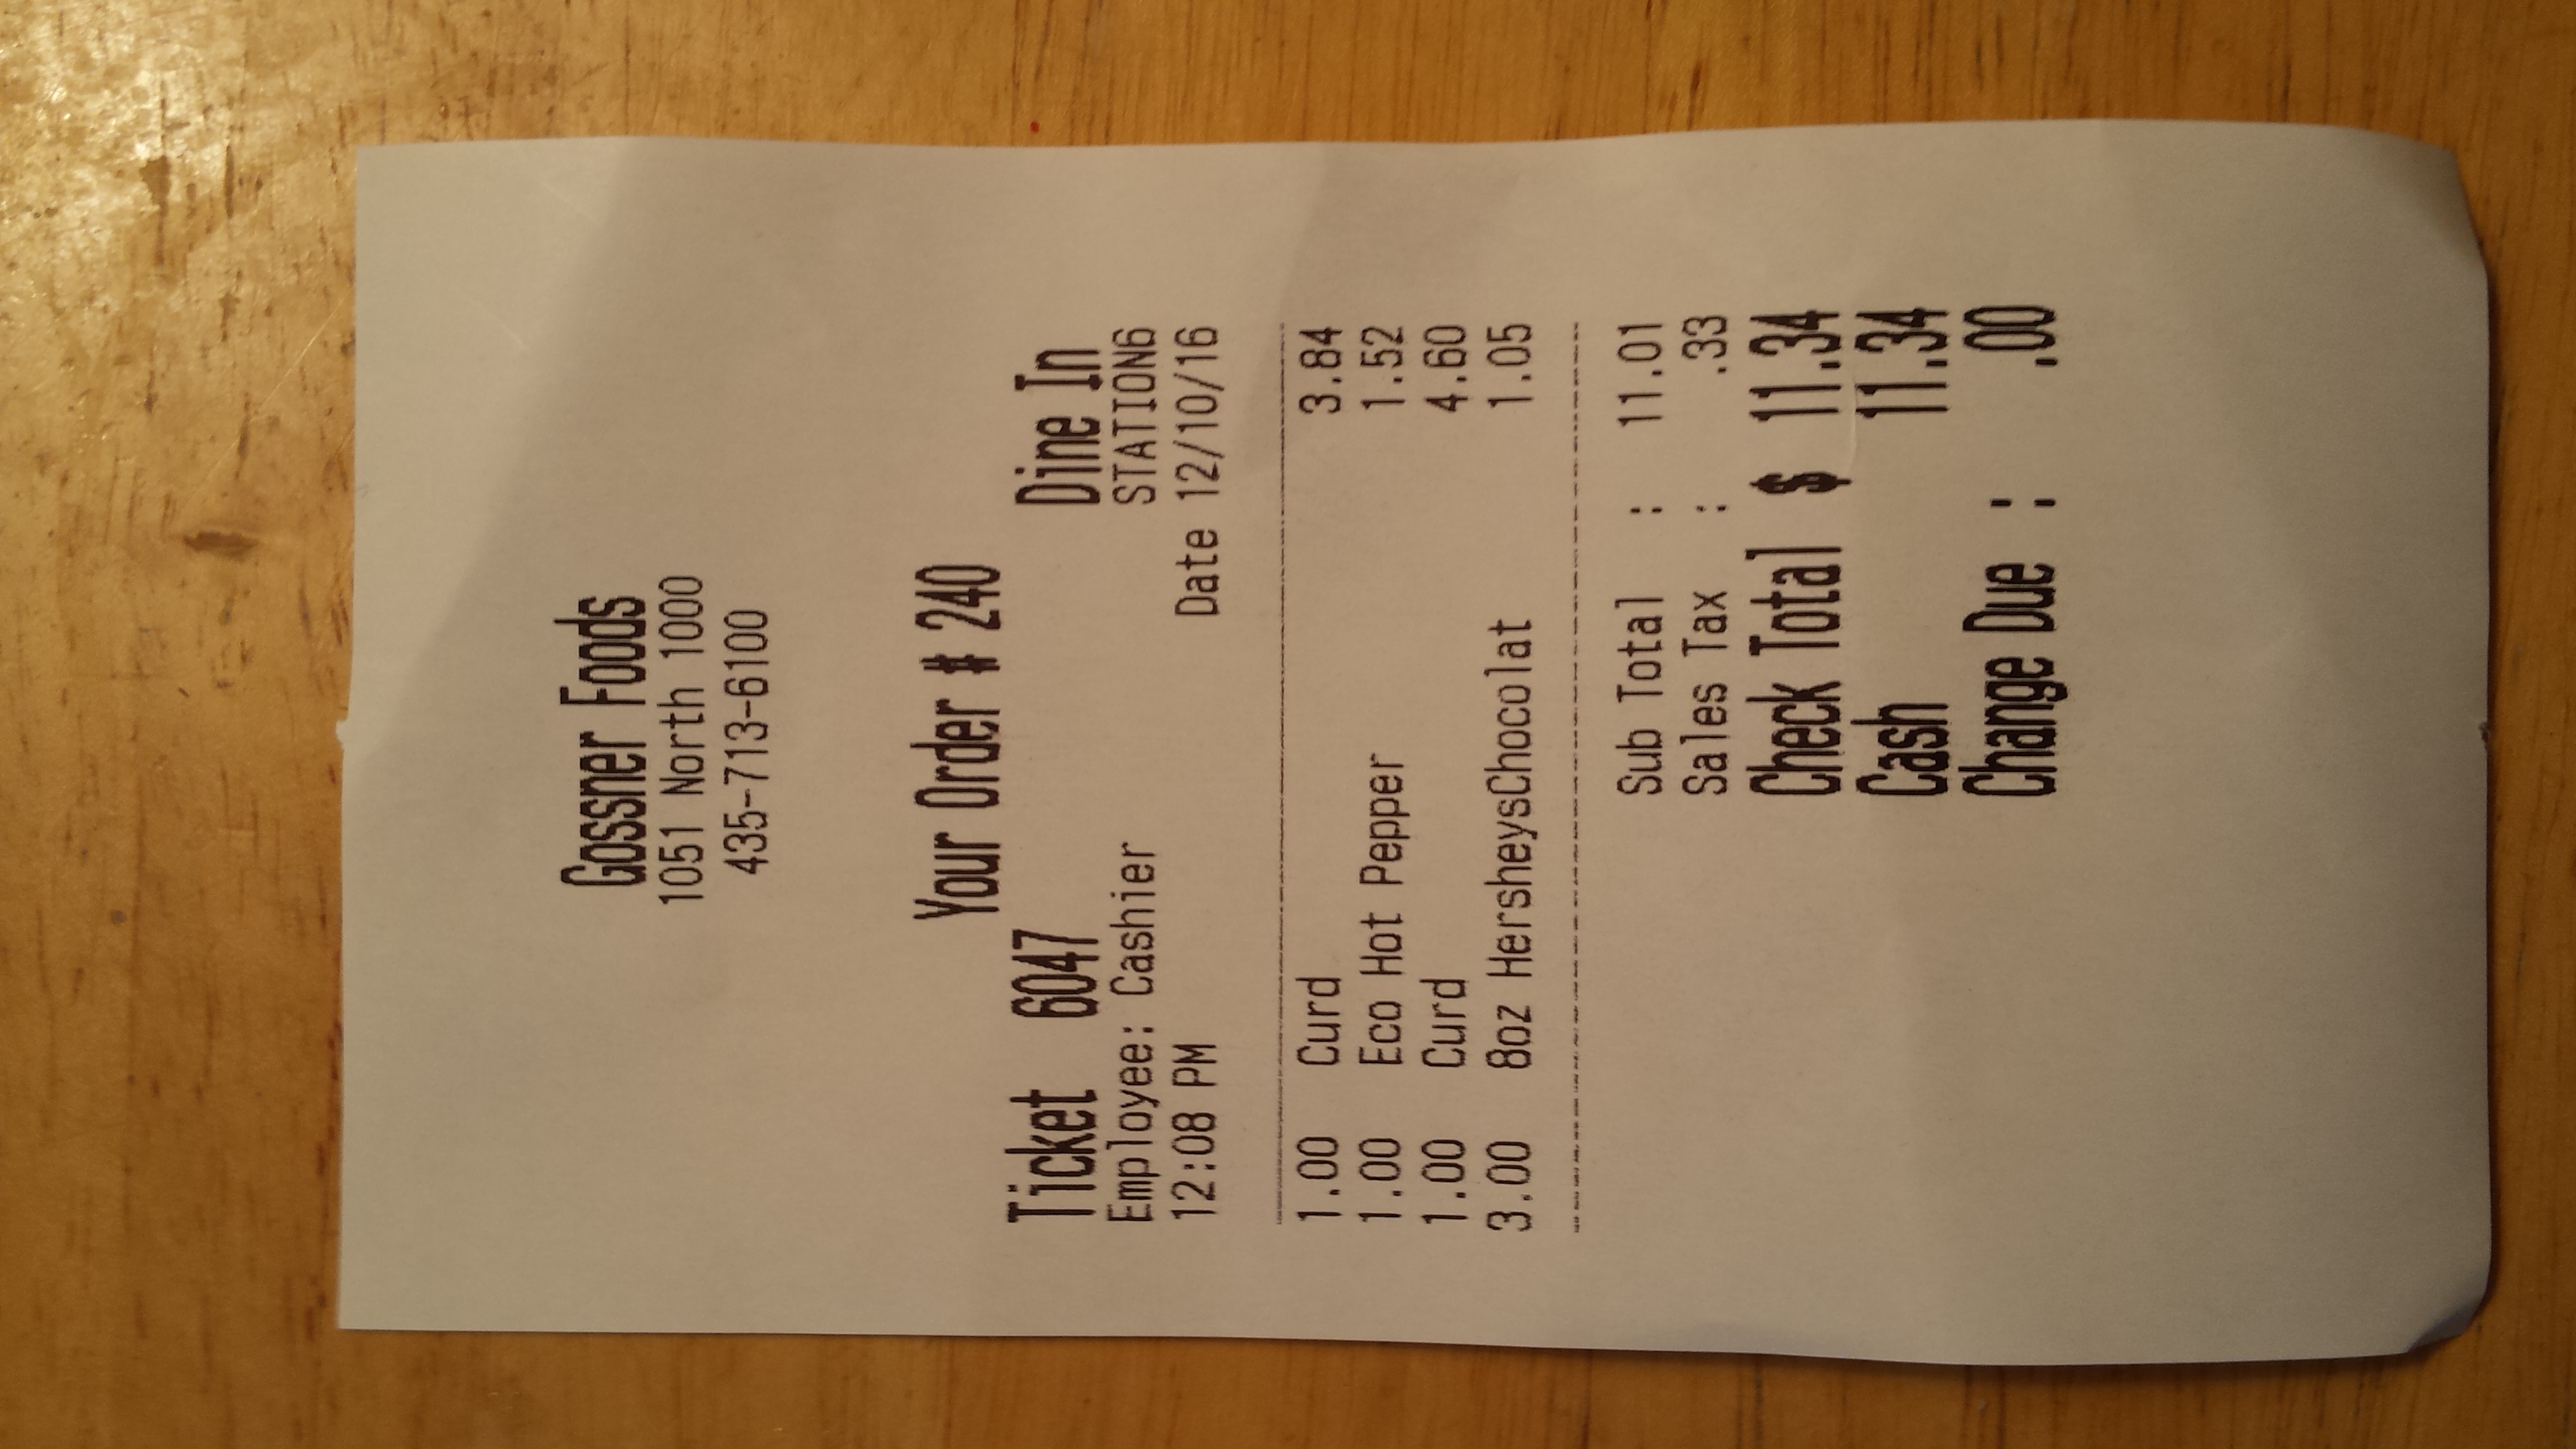 Gossner Foods
1051 North 1000
435-713-6100
Your Order # 240
Ticket 6047 Dine In
Employee: Cashier STATION6
12:08 PM Date 12/10/16
1.00 Curd 3.84
1.00 Eco Hot Pepper 1.52
1.00 Curd 4.60
3.00 8oz HersheysChocolat 1.05
Sub Total : 11.01
Sales Tax : .33
Check Total $ 11.34
Cash 11.34
Change Due : : .00